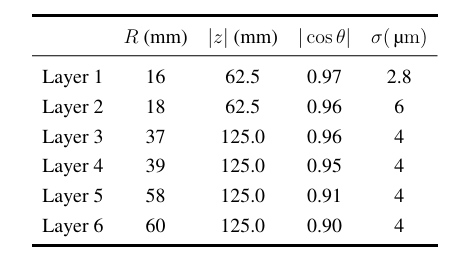 R (mm) |z| (mm) |cos θ| σ( µm)
Layer 1 16 62.5 0.97 2.8
Layer 2 18 62.5 0.96 6
Layer 3 37 125.0 0.96 4
Layer 4 39 125.0 0.95 4
Layer 5 58 125.0 0.91 4
Layer 6 60 125.0 0.90 4